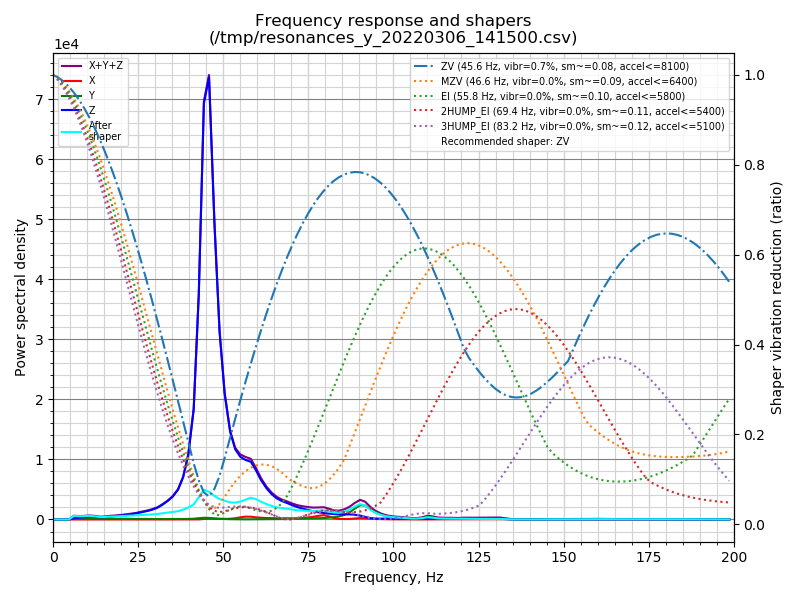 Frequency response and shapers
(/tmp/resonances_y_20220306_141500.csv)
1e4
X+Y+Z
X
Y
Z
After
shaper
ZV (45.6 Hz, vibr=0.7%, sm~=0.08, accel<=8100)
MZV (46.6 Hz, vibr=0.0%, sm~=0.09, accel<=6400)
EI (55.8 Hz, vibr=0.0%, sm~=0.10, accel<=5800)
2HUMP_EI (69.4 Hz, vibr=0.0%, sm~=0.11, accel<=5400)
3HUMP_EI (83.2 Hz, vibr=0.0%, sm~=0.12, accel<=5100)
Recommended shaper: ZV
Power spectral density
7
6
5
4
3
2
1
0
1.0
0.8
0.6
0.4
0.2
0.0
Shaper vibration reduction (ratio)
0 25 50 75 100 125 150 175 200
Frequency, Hz